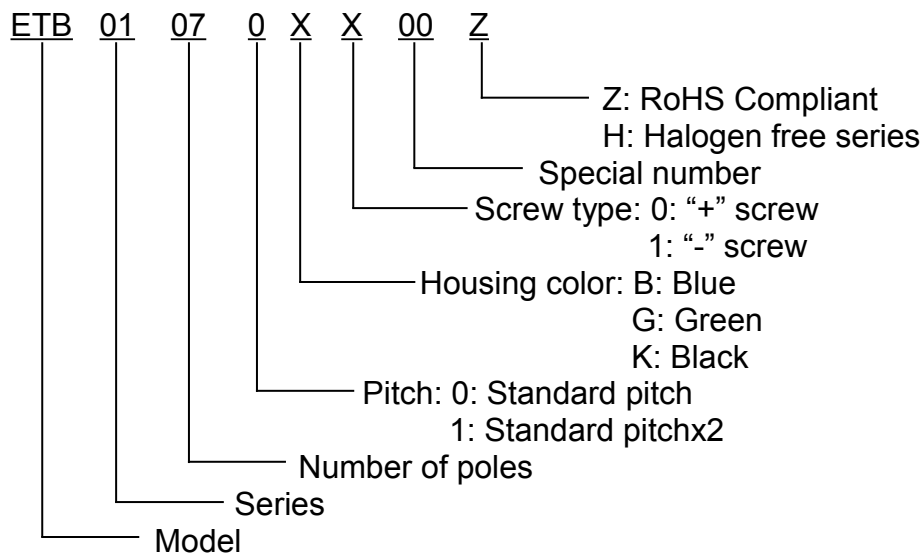 ETB 01 07 0 X X 00 Z
Z: RoHS Compliant
H: Halogen free series
Special number
Screw type: 0: “+” screw
1: “-” screw
Housing color: B: Blue
G: Green
K: Black
Pitch: 0: Standard pitch
1: Standard pitchx2
Number of poles
Series
Model